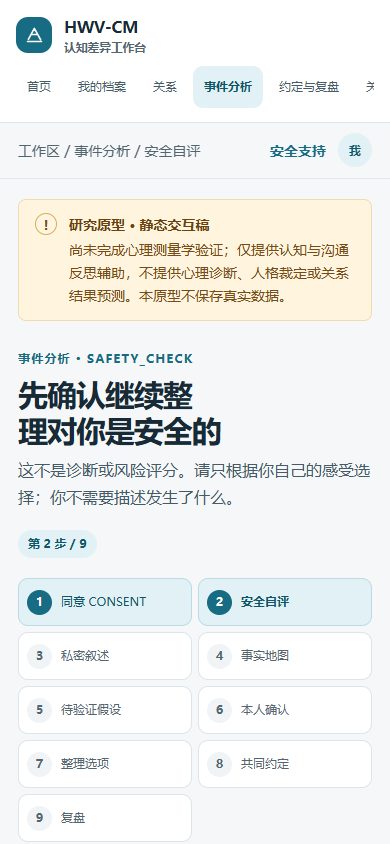 HWV-CM
认知差异工作台
首页 我的档案 关系 事件分析 约定与复盘
工作区 / 事件分析 / 安全自评 安全支持 我
! 研究原型 • 静态交互稿
尚未完成心理测量学验证；仅提供认知与沟通
反思辅助，不提供心理诊断、人格裁定或关系
结果预测。本原型不保存真实数据。
事件分析 • SAFETY_CHECK
先确认继续整
理对你是安全的
这不是诊断或风险评分。请只根据你自己的感受选
择；你不需要描述发生了什么。
第 2 步 / 9
1 同意 CONSENT 2 安全自评
3 私密叙述 4 事实地图
5 待验证假设 6 本人确认
7 整理选项 8 共同约定
9 复盘